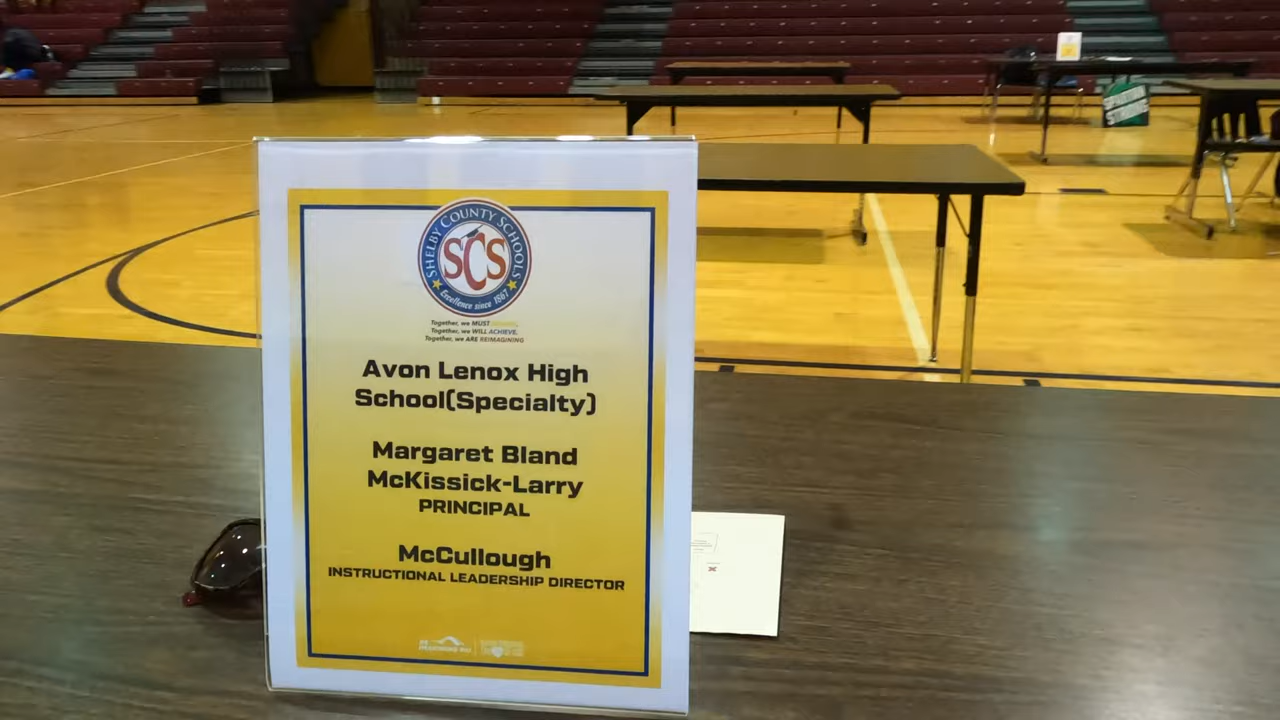 SHELBY COUNTY SCHOOLS
SCS
Excellence since 1867
Together, we MUST
Together, we WILL ACHIEVE.
Together, we ARE REIMAGINING
Avon Lenox High
School(Specialty)
Margaret Bland
McKissick-Larry
PRINCIPAL
McCullough
INSTRUCTIONAL LEADERSHIP DIRECTOR
STRONG